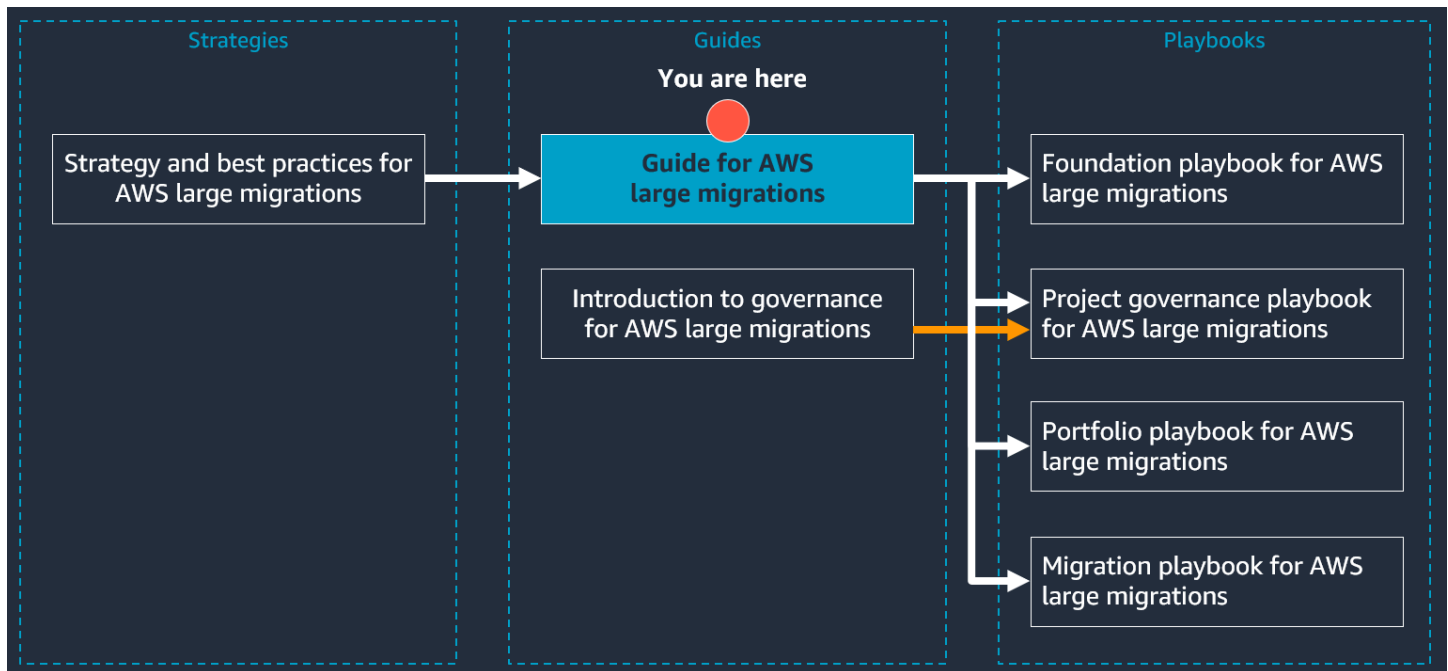 Strategies
Strategy and best practices for
AWS large migrations
Guides
You are here
Guide for AWS
large migrations
Introduction to governance
for AWS large migrations
Playbooks
Foundation playbook for AWS
large migrations
Project governance playbook
for AWS large migrations
Portfolio playbook for AWS
large migrations
Migration playbook for AWS
large migrations